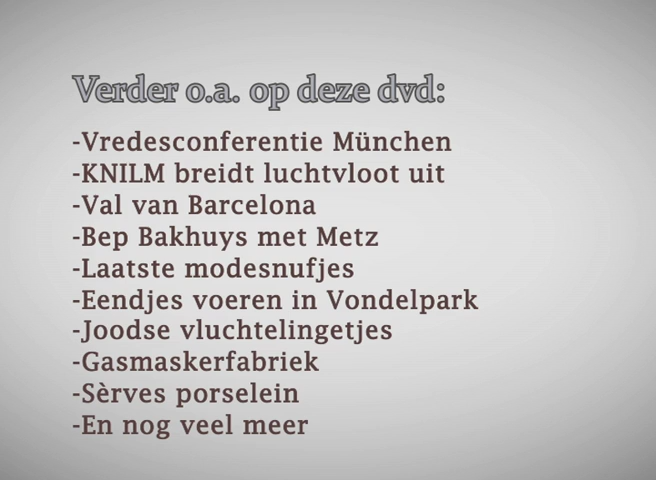 Verder o.a. op deze dvd:
-Vredesconferentie München
-KNILM breidt luchtvloot uit
-Val van Barcelona
-Bep Bakhuys met Metz
-Laatste modesnufjes
-Eendjes voeren in Vondelpark
-Joodse vluchtelingetjes
-Gasmaskerfabriek
-Sèrves porselein
-En nog veel meer